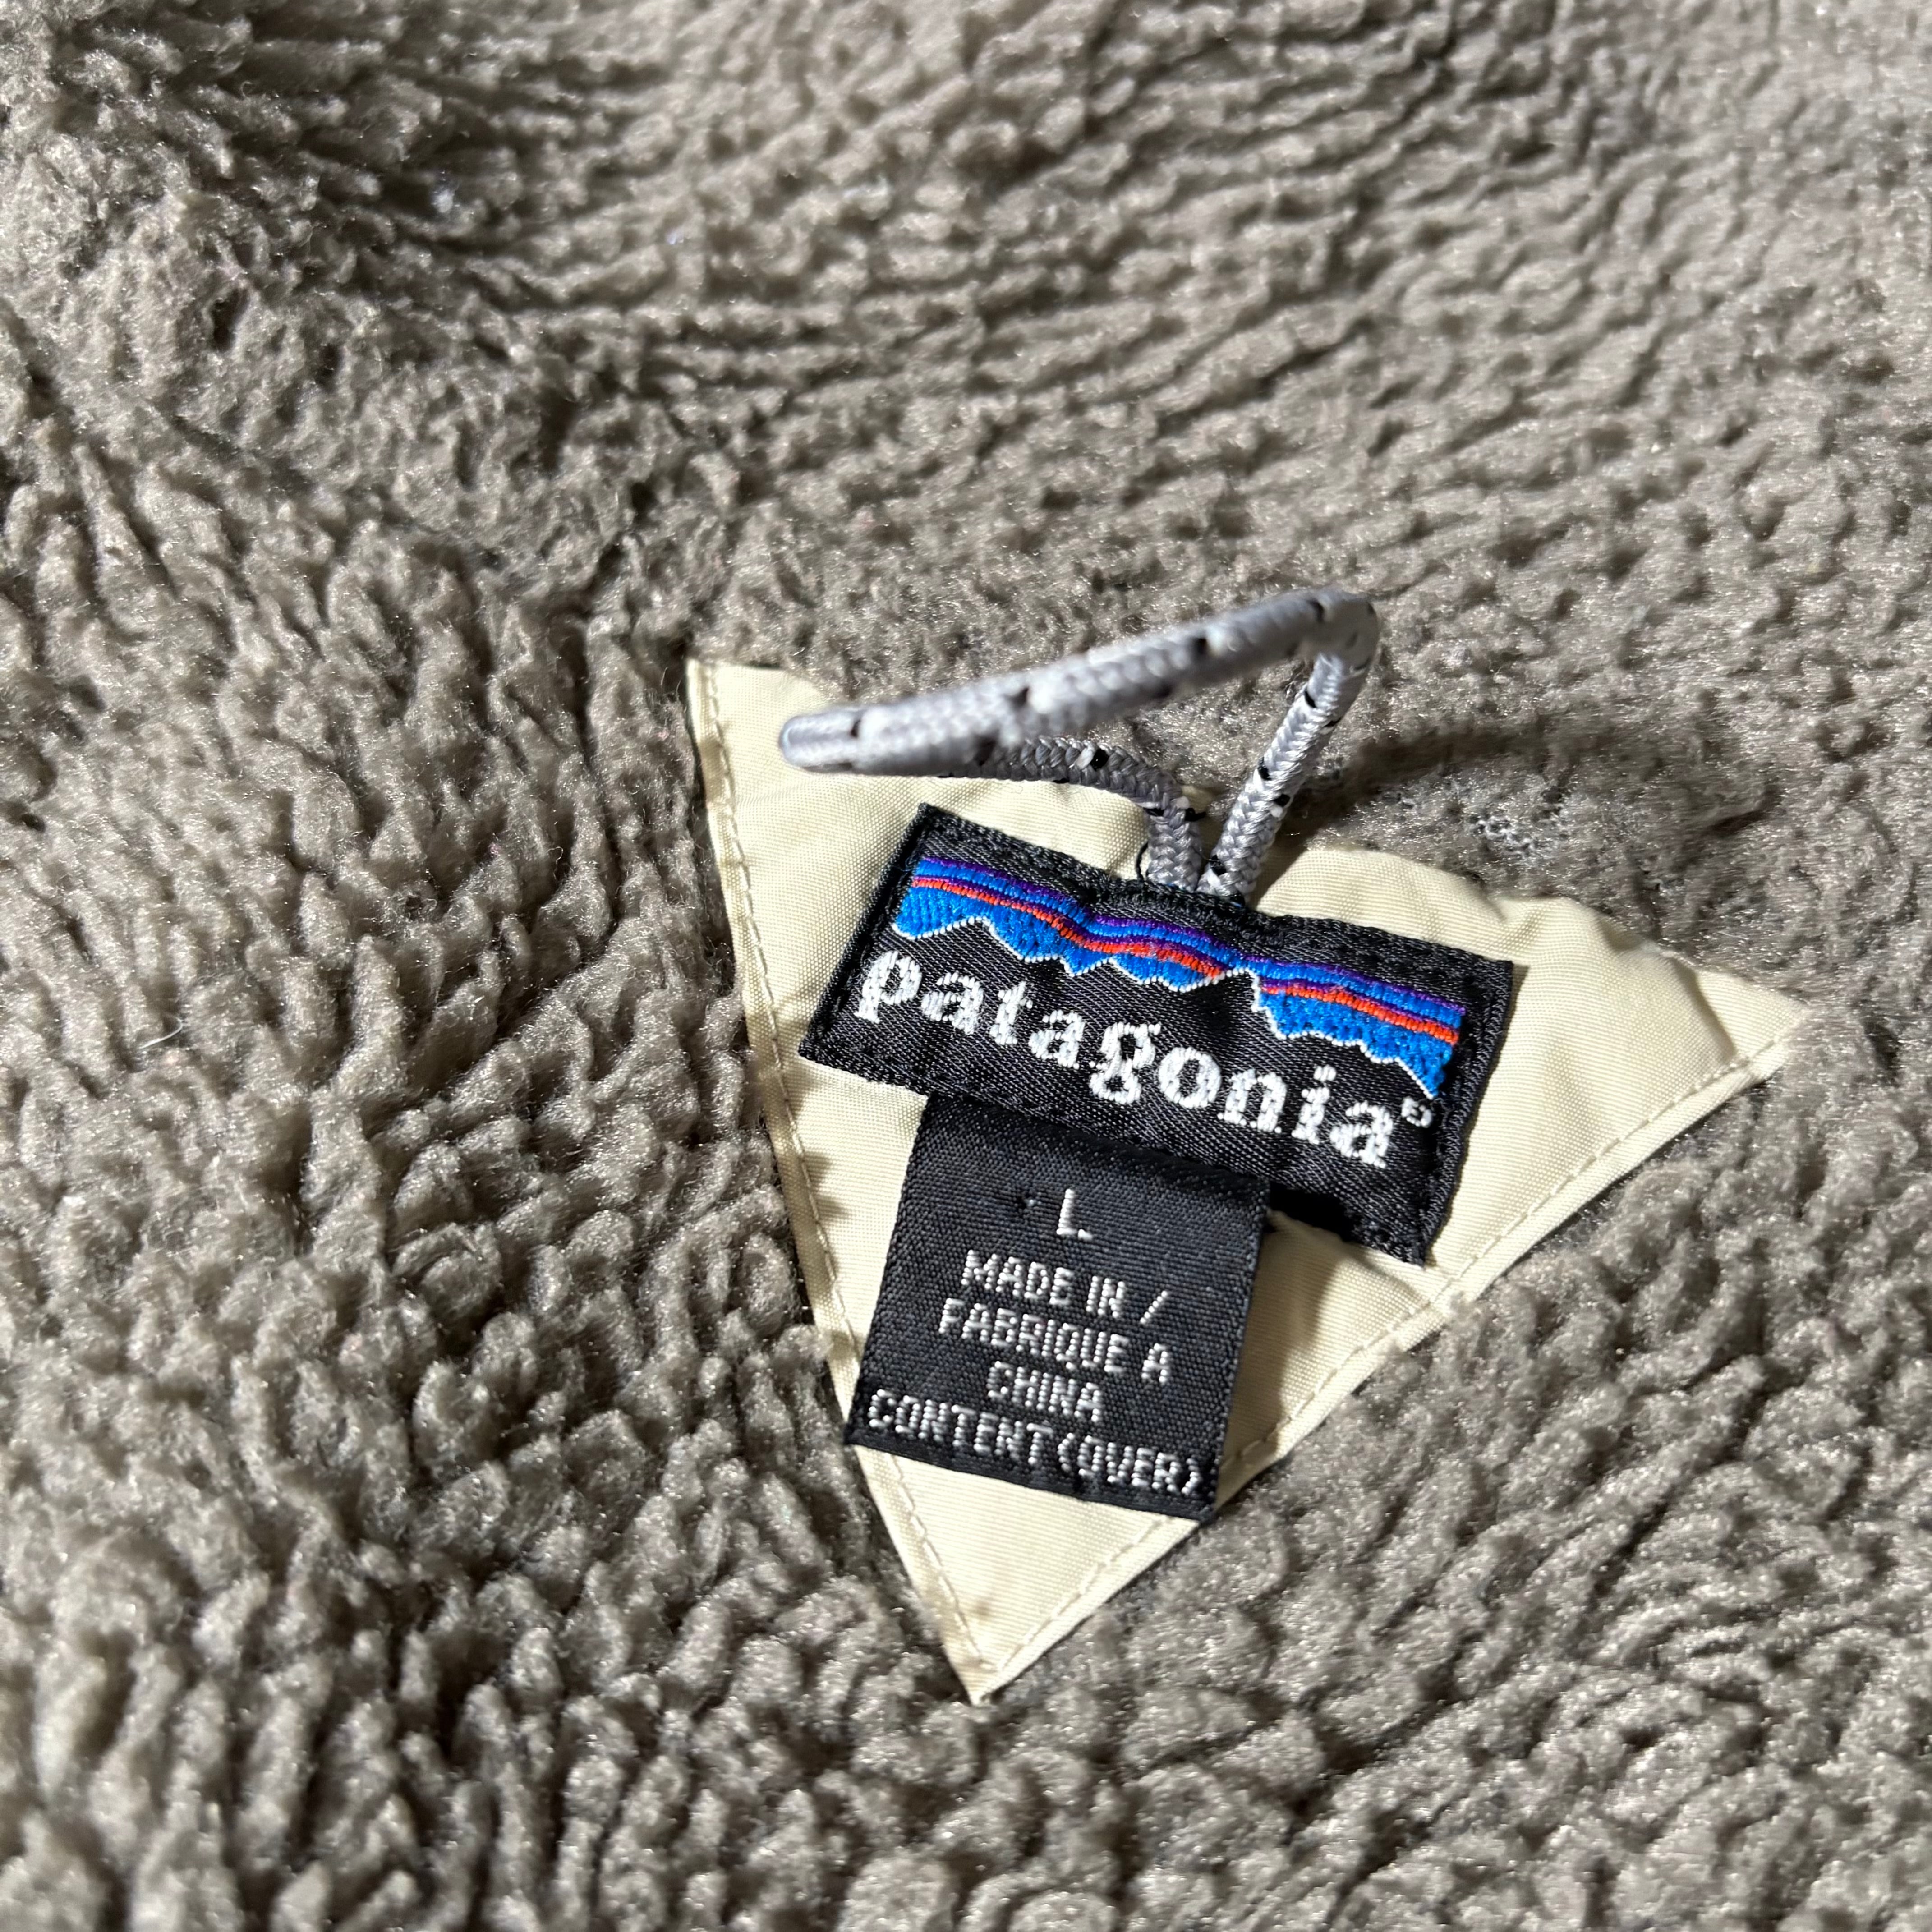 patagonia®
L
MADE IN /
FABRIQUE A
CHINA
CONTENT (OVER)